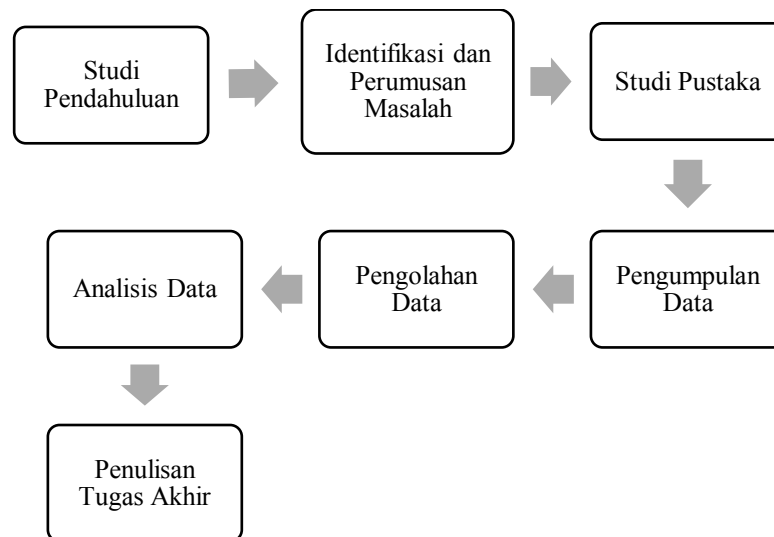 Studi
Pendahuluan
Identifikasi dan
Perumusan
Masalah
Studi Pustaka
Pengumpulan
Data
Pengolahan
Data
Analisis Data
Penulisan
Tugas Akhir